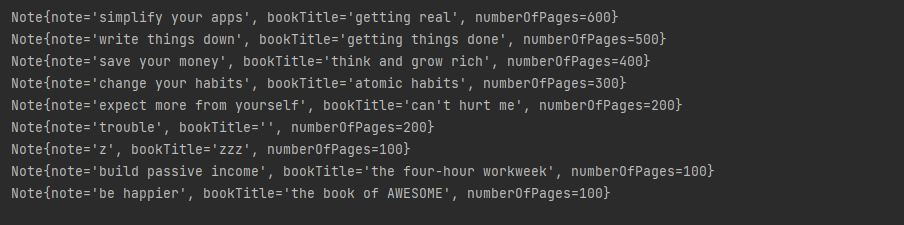 Note{note='simplify your apps', bookTitle='getting real', numberOfPages=600}
Note{note='write things down', bookTitle='getting things done', numberOfPages=500}
Note{note='save your money', bookTitle='think and grow rich', numberOfPages=400}
Note{note='change your habits', bookTitle='atomic habits', numberOfPages=300}
Note{note='expect more from yourself', bookTitle='can't hurt me', numberOfPages=200}
Note{note='trouble', bookTitle='', numberOfPages=200}
Note{note='z', bookTitle='zzz', numberOfPages=100}
Note{note='build passive income', bookTitle='the four-hour workweek', numberOfPages=100}
Note{note='be happier', bookTitle='the book of AWESOME', numberOfPages=100}